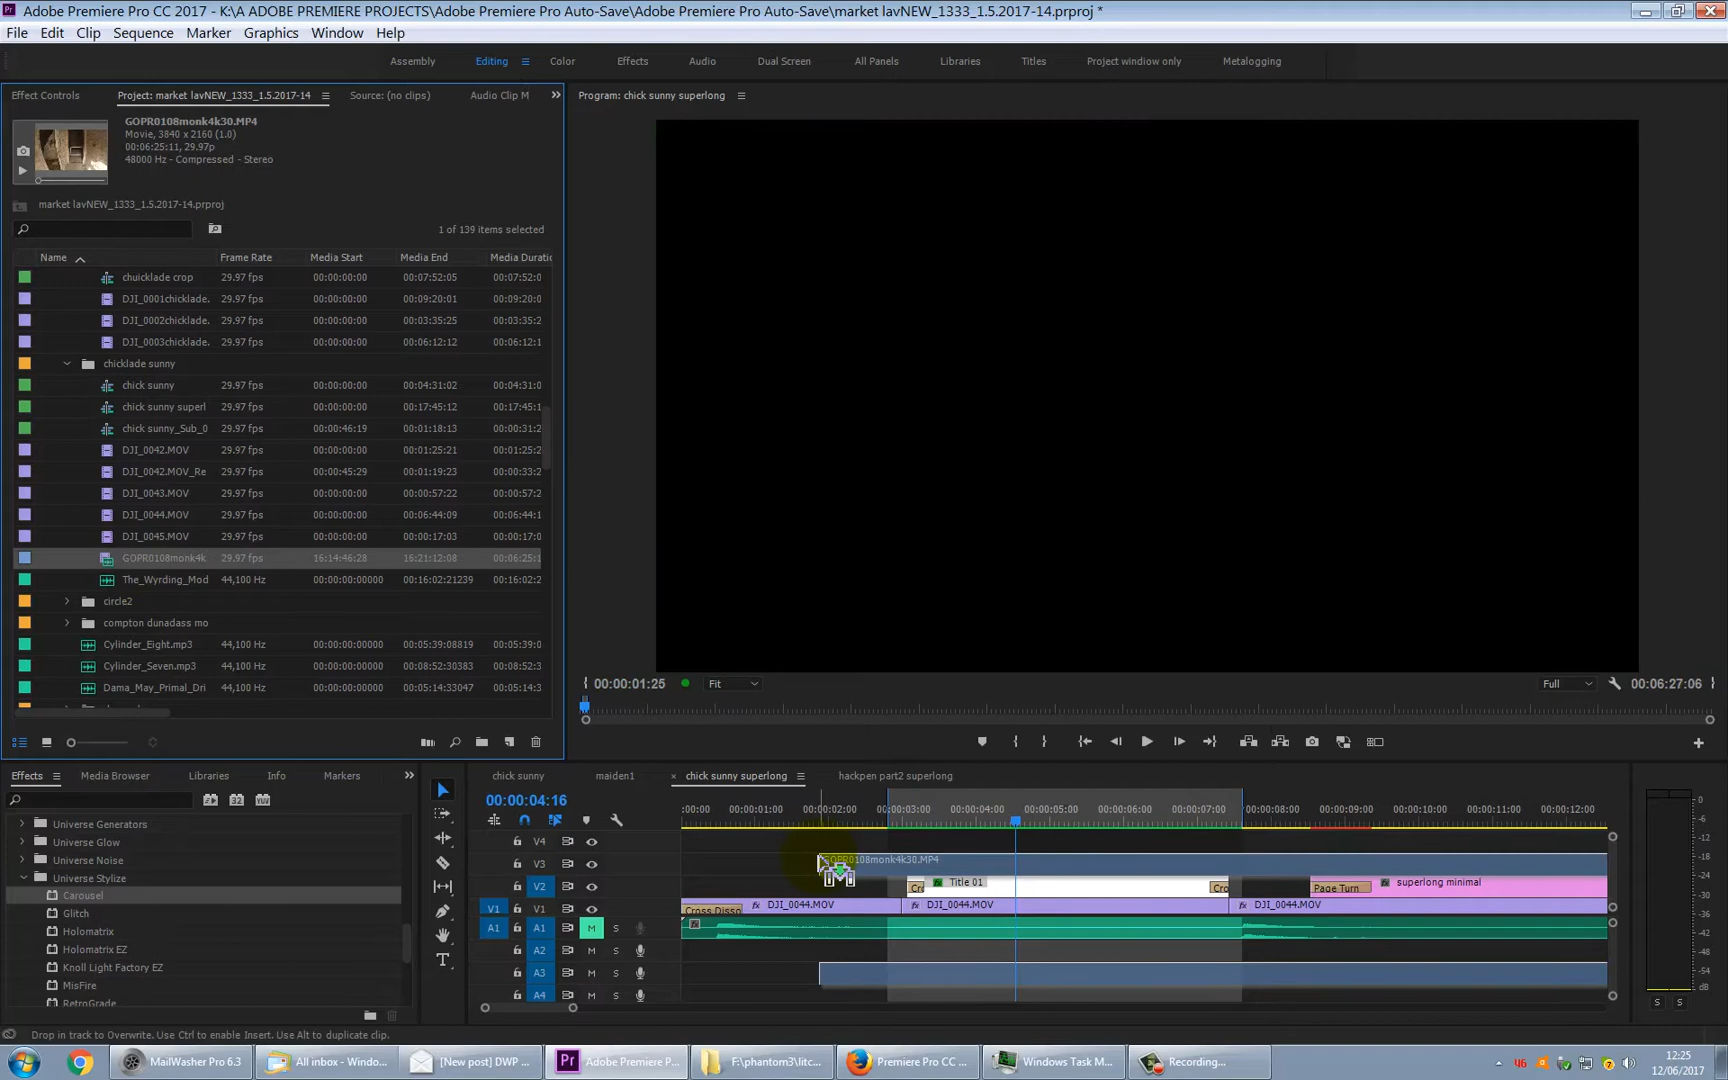 Adobe Premiere Pro CC 2017 - K:\A ADOBE PREMIERE PROJECTS\Adobe Premiere Pro Auto-Save\Adobe Premiere Pro Auto-Save\market lavNEW_1333_1.5.2017-14.prproj *
File Edit Clip Sequence Marker Graphics Window Help
Assembly Editing Color Effects Audio Dual Screen All Panels Libraries Titles Project window only Metalogging
Effect Controls Project: market lavNEW_1333_1.5.2017-14 Source: (no clips) Audio Clip M
Program: chick sunny superlong
GOPR0108monk4k30.MP4
Movie, 3840 x 2160 (1.0)
00:06:25:11, 29.97p
48000 Hz - Compressed - Stereo
market lavNEW_1333_1.5.2017-14.prproj
1 of 139 items selected
Name Frame Rate Media Start Media End Media Duratic
chuicklade crop 29.97 fps 00:00:00:00 00:07:52:05 00:07:52:0
DJI_0001chicklade. 29.97 fps 00:00:00:00 00:09:20:01 00:09:20:0
DJI_0002chicklade. 29.97 fps 00:00:00:00 00:03:35:25 00:03:35:2
DJI_0003chicklade. 29.97 fps 00:00:00:00 00:06:12:12 00:06:12:1
chicklade sunny
chick sunny 29.97 fps 00:00:00:00 00:04:31:02 00:04:31:0
chick sunny superl 29.97 fps 00:00:00:00 00:17:45:12 00:17:45:1
chick sunny_Sub_0 29.97 fps 00:00:46:19 00:01:18:13 00:00:31:2
DJI_0042.MOV 29.97 fps 00:00:00:00 00:01:25:21 00:01:25:2
DJI_0042.MOV_Re 29.97 fps 00:00:45:29 00:01:19:23 00:00:33:2
DJI_0043.MOV 29.97 fps 00:00:00:00 00:00:57:22 00:00:57:2
DJI_0044.MOV 29.97 fps 00:00:00:00 00:06:44:09 00:06:44:1
DJI_0045.MOV 29.97 fps 00:00:00:00 00:00:17:03 00:00:17:0
GOPR0108monk4k 29.97 fps 16:14:46:28 16:21:12:08 00:06:25:1
The_Wyrding_Mod 44,100 Hz 00:00:00:00000 00:16:02:21239 00:16:02:2
circle2
compton dunadass mo
Cylinder_Eight.mp3 44,100 Hz 00:00:00:00000 00:05:39:08819 00:05:39:0
Cylinder_Seven.mp3 44,100 Hz 00:00:00:00000 00:08:52:30383 00:08:52:3
Dama_May_Primal_Dri 44,100 Hz 00:00:00:00000 00:05:14:33047 00:05:14:3
00:00:01:25 Fit Full 00:06:27:06
Effects Media Browser Libraries Info Markers
chick sunny maiden1 × chick sunny superlong hackpen part2 superlong
00:00:04:16
:00:00 00:00:01:00 00:00:02:00 00:00:03:00 00:00:04:00 00:00:05:00 00:00:06:00 00:00:07:00 00:00:08:00 00:00:09:00 00:00:10:00 00:00:11:00 00:00:12:00
Universe Generators
Universe Glow
Universe Noise
Universe Stylize
Carousel
Glitch
Holomatrix
Holomatrix EZ
Knoll Light Factory EZ
MisFire
RetroGrade
V4
V3 GOPR0108monk4k30.MP4
V2 Cro Title 01 Cro Page Turn superlong minimal
V1 V1 Cross Disso DJI_0044.MOV DJI_0044.MOV DJI_0044.MOV
A1 A1 M S
A2 M S
A3 M S
A4 M S
0
-6
-12
-18
-24
-30
-36
-42
-48
-54
dB
S S
Drop in track to Overwrite. Use Ctrl to enable Insert. Use Alt to duplicate clip.
MailWasher Pro 6.3 All inbox - Windo... [New post] DWP ... Adobe Premiere P... F:\phantom3\litc... Premiere Pro CC ... Windows Task M... Recording...
12:25
12/06/2017